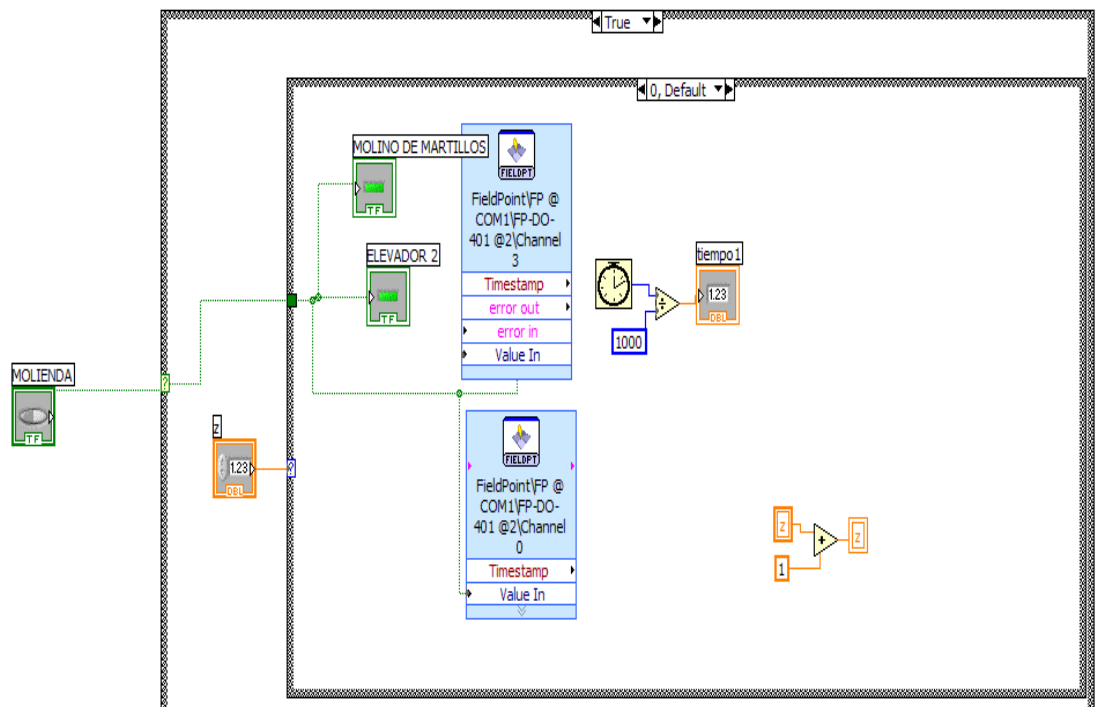 True
0, Default
MOLINO DE MARTILLOS
TF
FIELDPT
FieldPoint\FP @
COM1\FP-DO-
401 @2\Channel
3
Timestamp
error out
error in
Value In
ELEVADOR 2
TF
tiempo1
1.23
DBL
1000
MOLIENDA
TF
?
z
1.23
DBL
?
FIELDPT
FieldPoint\FP @
COM1\FP-DO-
401 @2\Channel
0
Timestamp
Value In
z
+
z
1